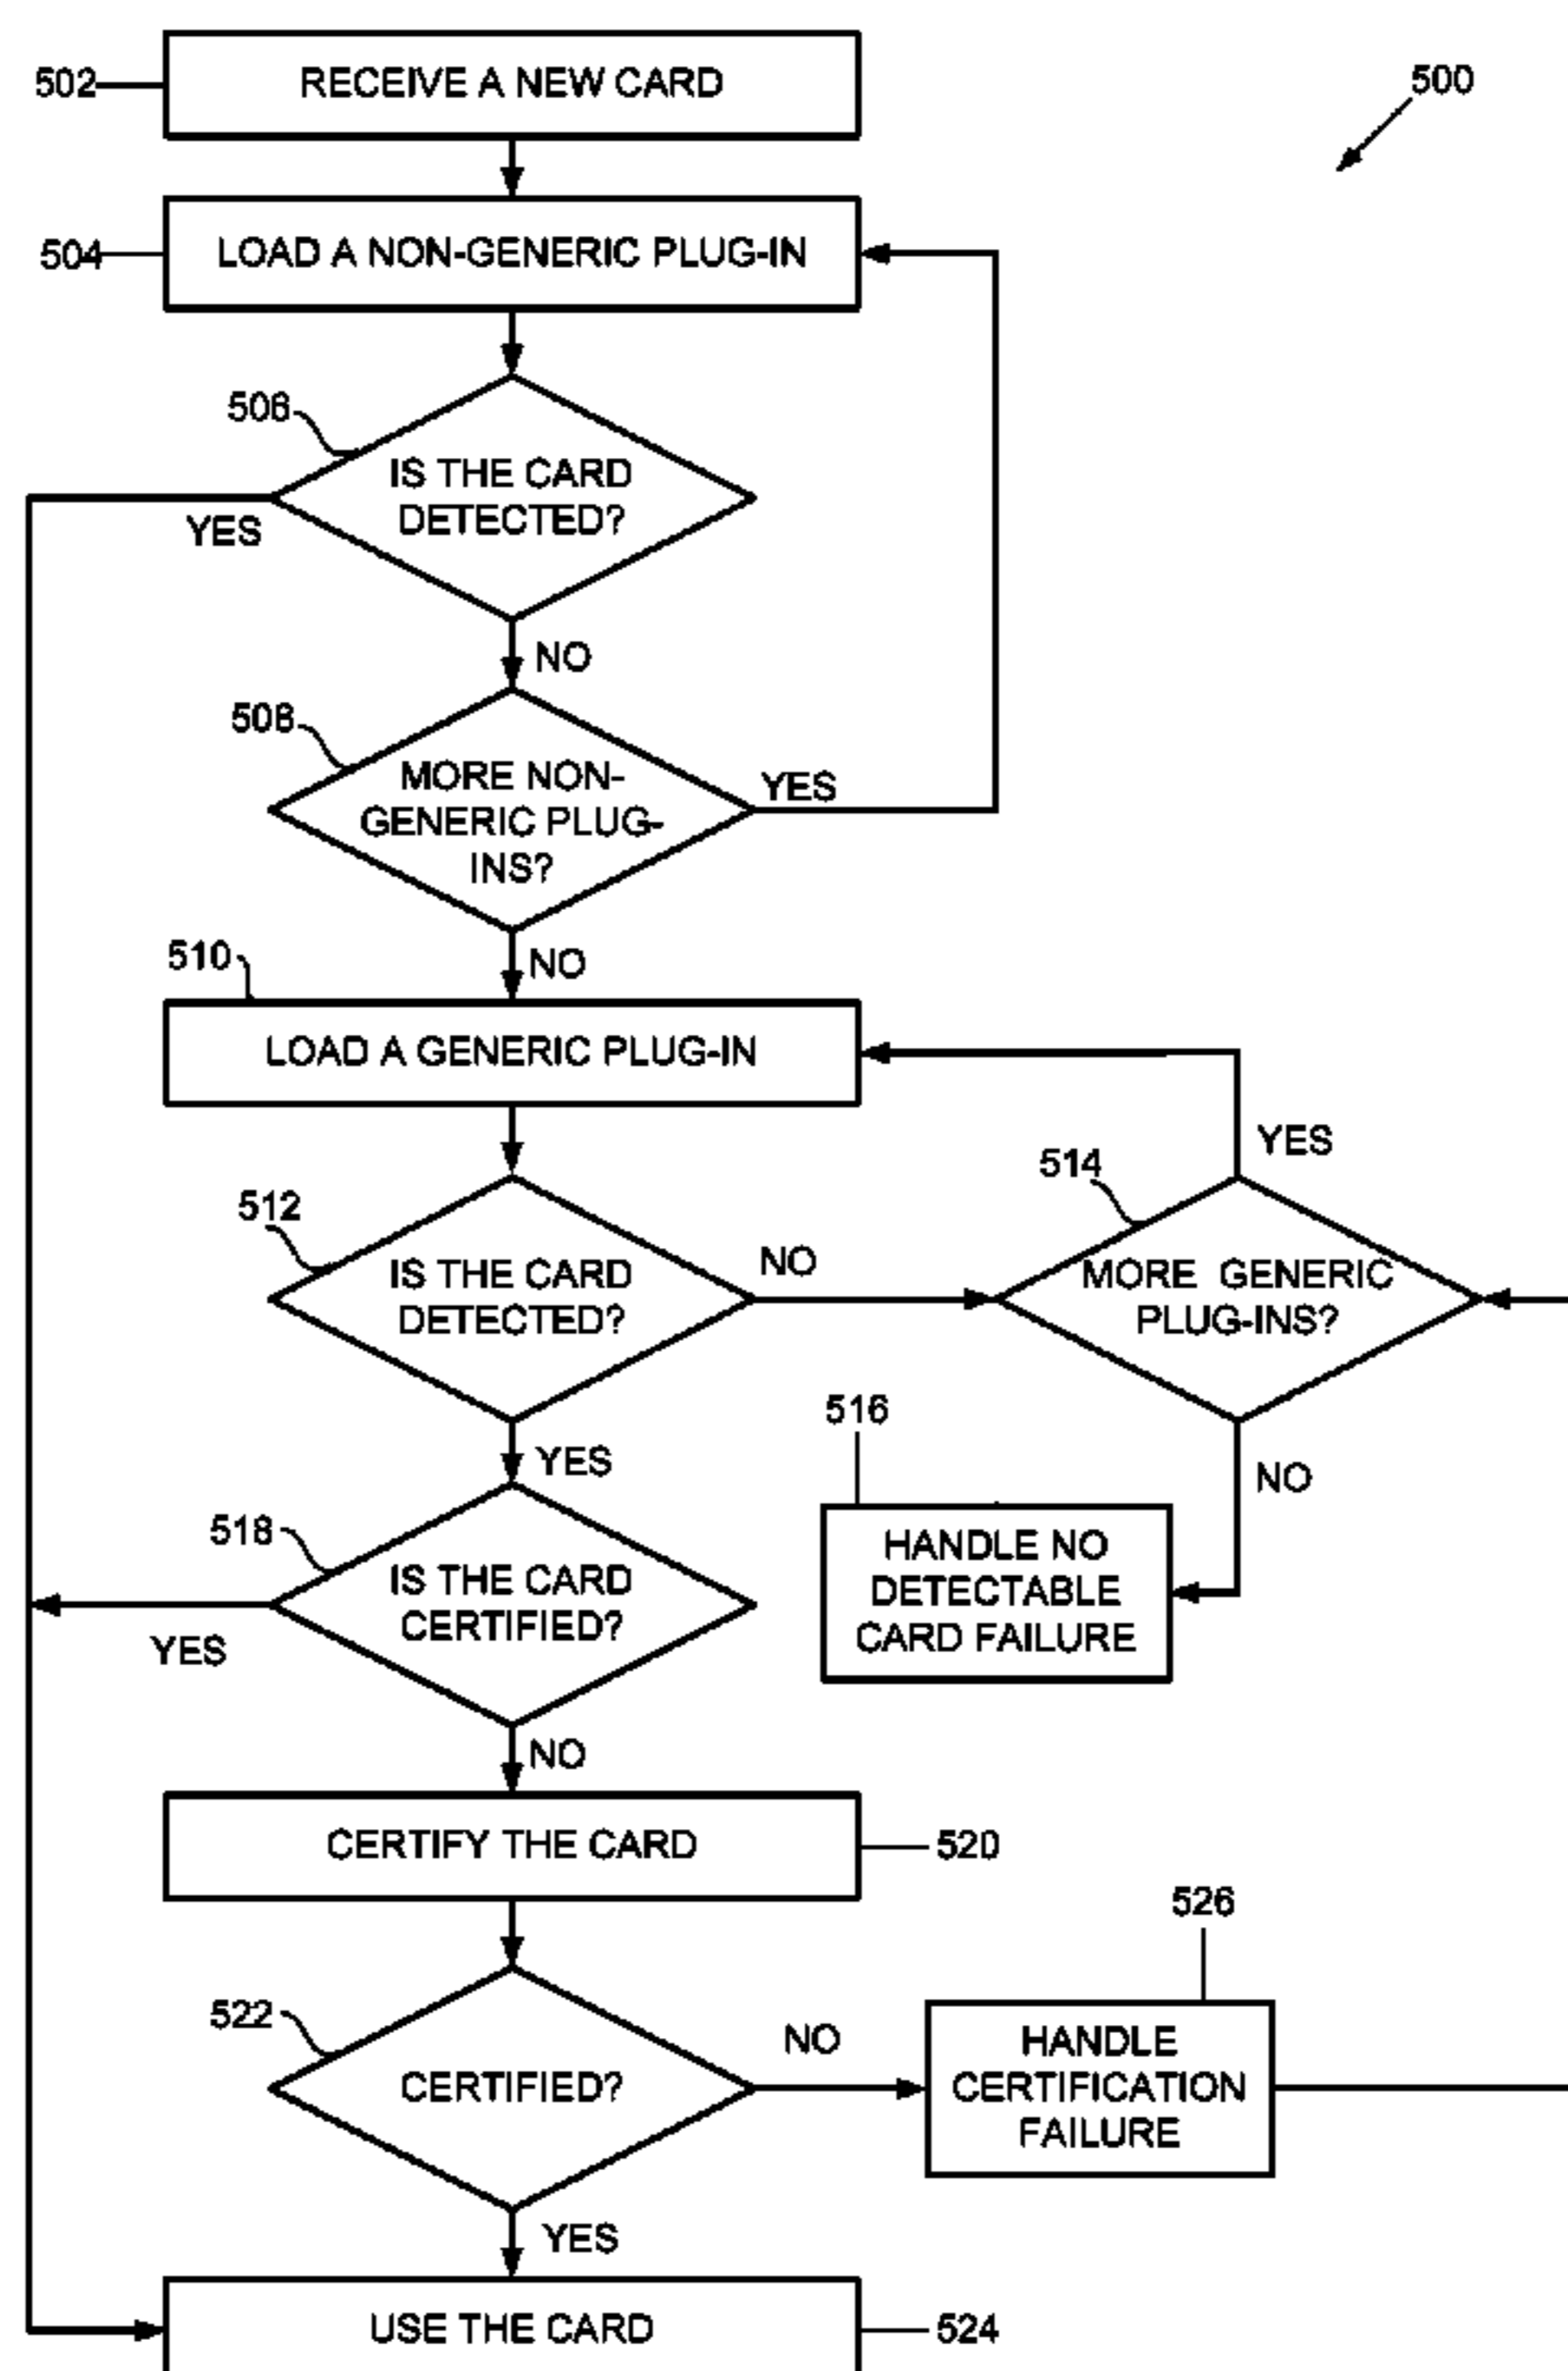 502
RECEIVE A NEW CARD
500
504
LOAD A NON-GENERIC PLUG-IN
506
IS THE CARD
DETECTED?
YES
NO
508
MORE NON-
GENERIC PLUG-
INS?
YES
NO
510
LOAD A GENERIC PLUG-IN
512
IS THE CARD
DETECTED?
NO
514
MORE GENERIC
PLUG-INS?
YES
NO
516
HANDLE NO
DETECTABLE
CARD FAILURE
YES
518
IS THE CARD
CERTIFIED?
YES
NO
CERTIFY THE CARD
520
522
CERTIFIED?
NO
526
HANDLE
CERTIFICATION
FAILURE
YES
USE THE CARD
524